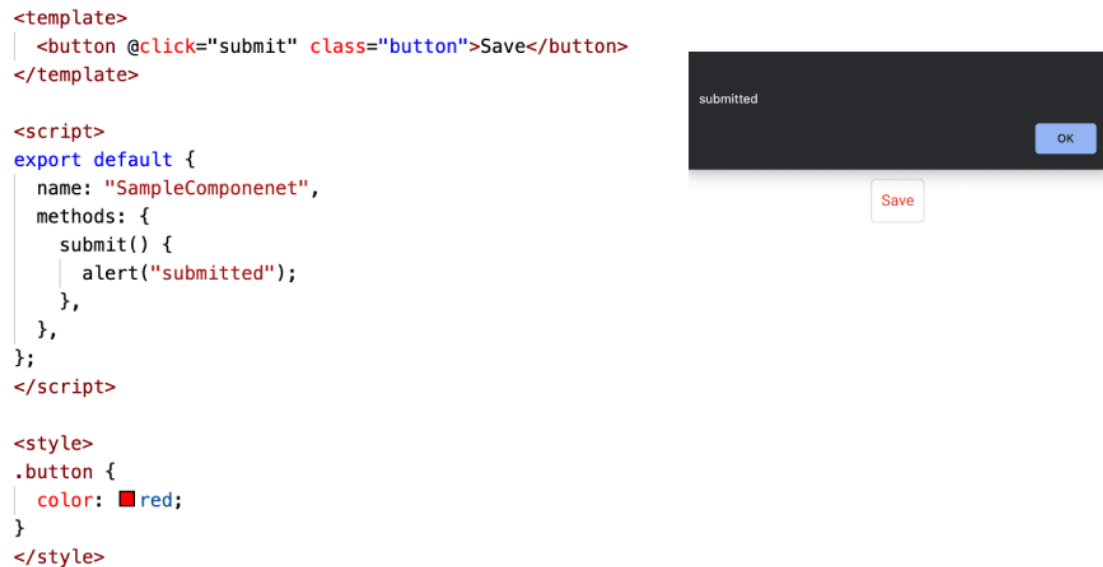 <template>
  <button @click="submit" class="button">Save</button>
</template>

<script>
export default {
  name: "SampleComponenet",
  methods: {
    submit() {
      alert("submitted");
    },
  },
};
</script>

<style>
.button {
  color: red;
}
</style>
submitted
OK
Save